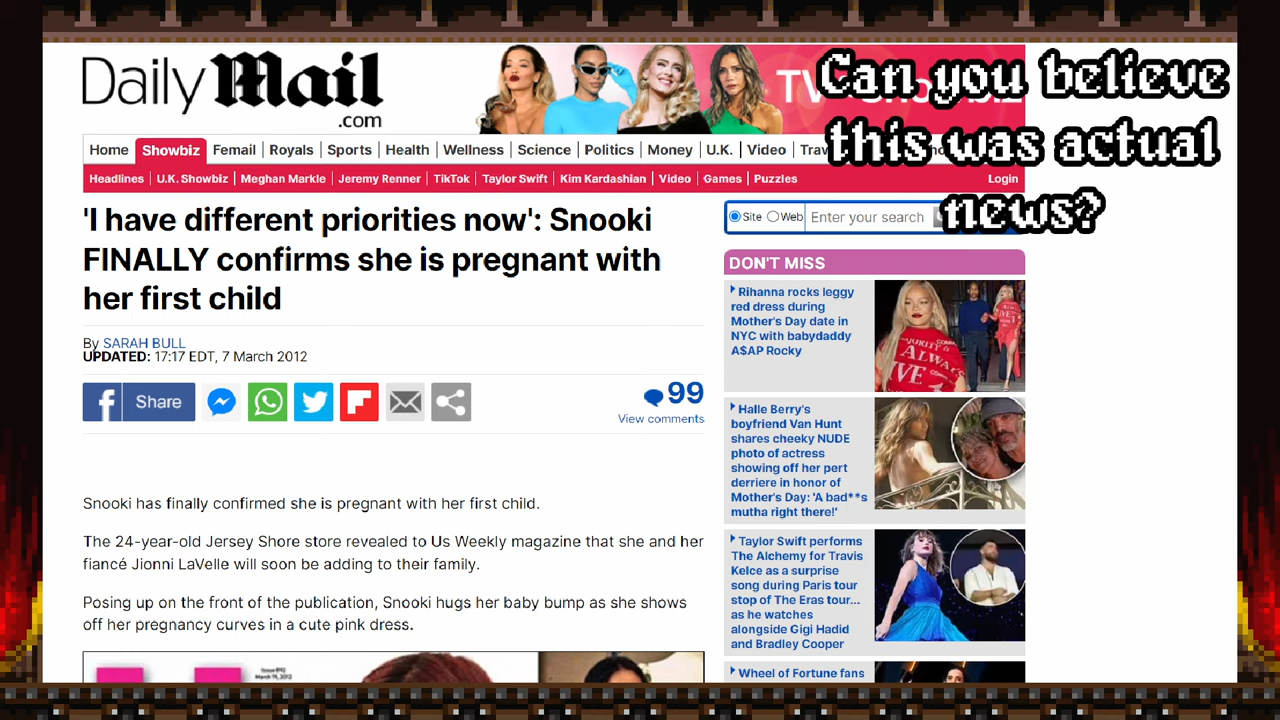 Daily Mail
.com
Can you believe
this was actual
news?
Home Showbiz Femail Royals Sports Health Wellness Science Politics Money U.K. Video
Headlines U.K. Showbiz Meghan Markle Jeremy Renner TikTok Taylor Swift Kim Kardashian Video Games Puzzles Login
'I have different priorities now': Snooki
FINALLY confirms she is pregnant with
her first child
By SARAH BULL
UPDATED: 17:17 EDT, 7 March 2012
f Share
99
View comments
Snooki has finally confirmed she is pregnant with her first child.
The 24-year-old Jersey Shore store revealed to Us Weekly magazine that she and her
fiancé Jionni LaVelle will soon be adding to their family.
Posing up on the front of the publication, Snooki hugs her baby bump as she shows
off her pregnancy curves in a cute pink dress.
Site Web Enter your search
DON'T MISS
Rihanna rocks leggy
red dress during
Mother's Day date in
NYC with babydaddy
A$AP Rocky
Halle Berry's
boyfriend Van Hunt
shares cheeky NUDE
photo of actress
showing off her pert
derriere in honor of
Mother's Day: 'A bad**s
mutha right there!'
Taylor Swift performs
The Alchemy for Travis
Kelce as a surprise
song during Paris tour
stop of The Eras tour...
as he watches
alongside Gigi Hadid
and Bradley Cooper
Wheel of Fortune fans